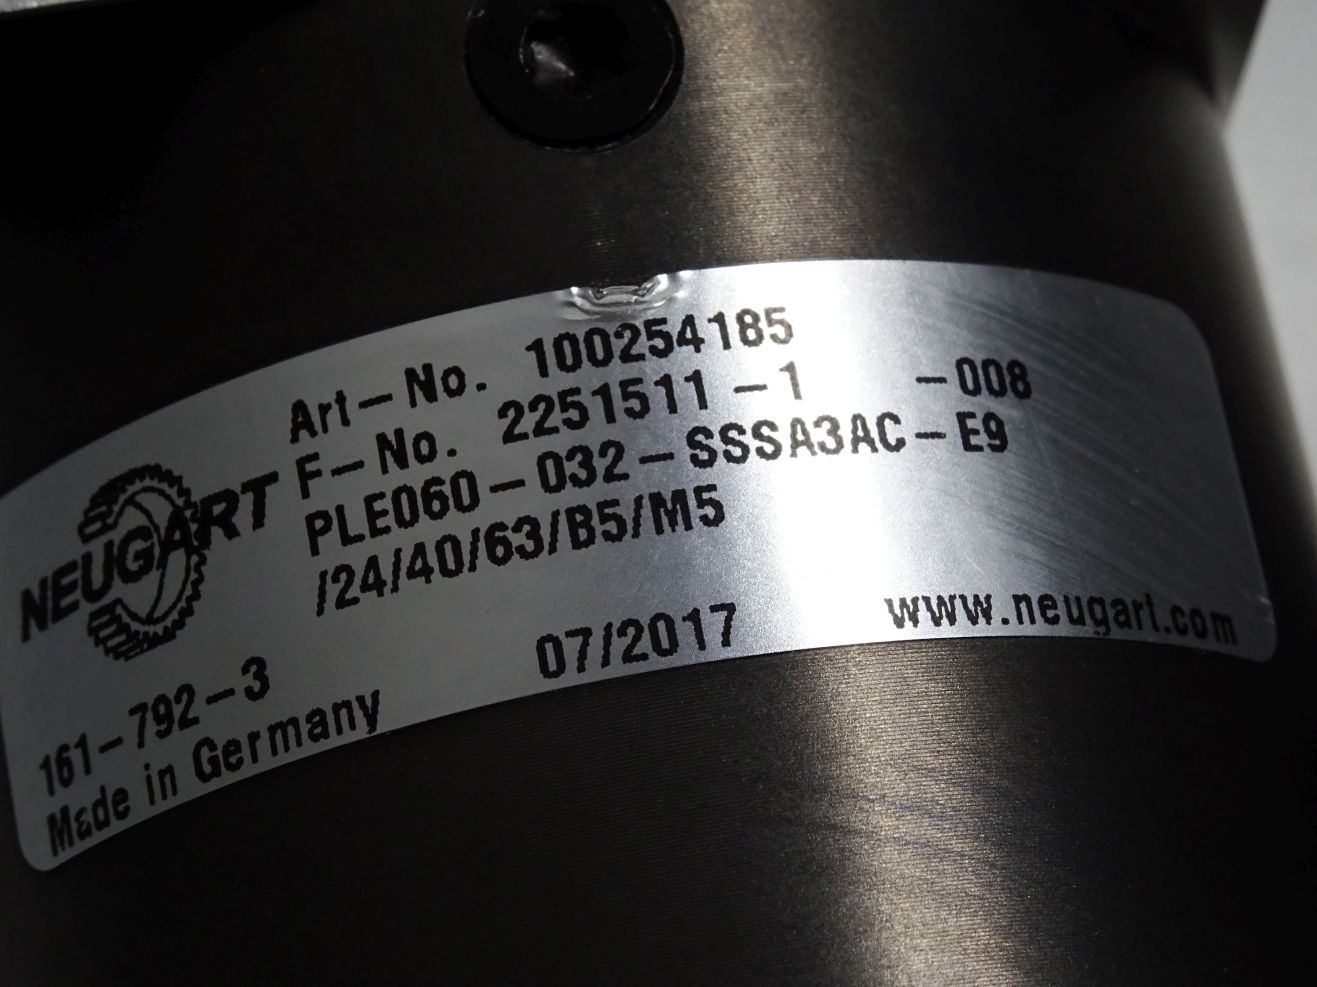 Art-No. 100254185
F-No. 2251511-1 -008
PLE060-032-SSSA3AC-E9
/24/40/63/B5/M5
NEUGART
07/2017
www.neugart.com
161-792-3
Made in Germany